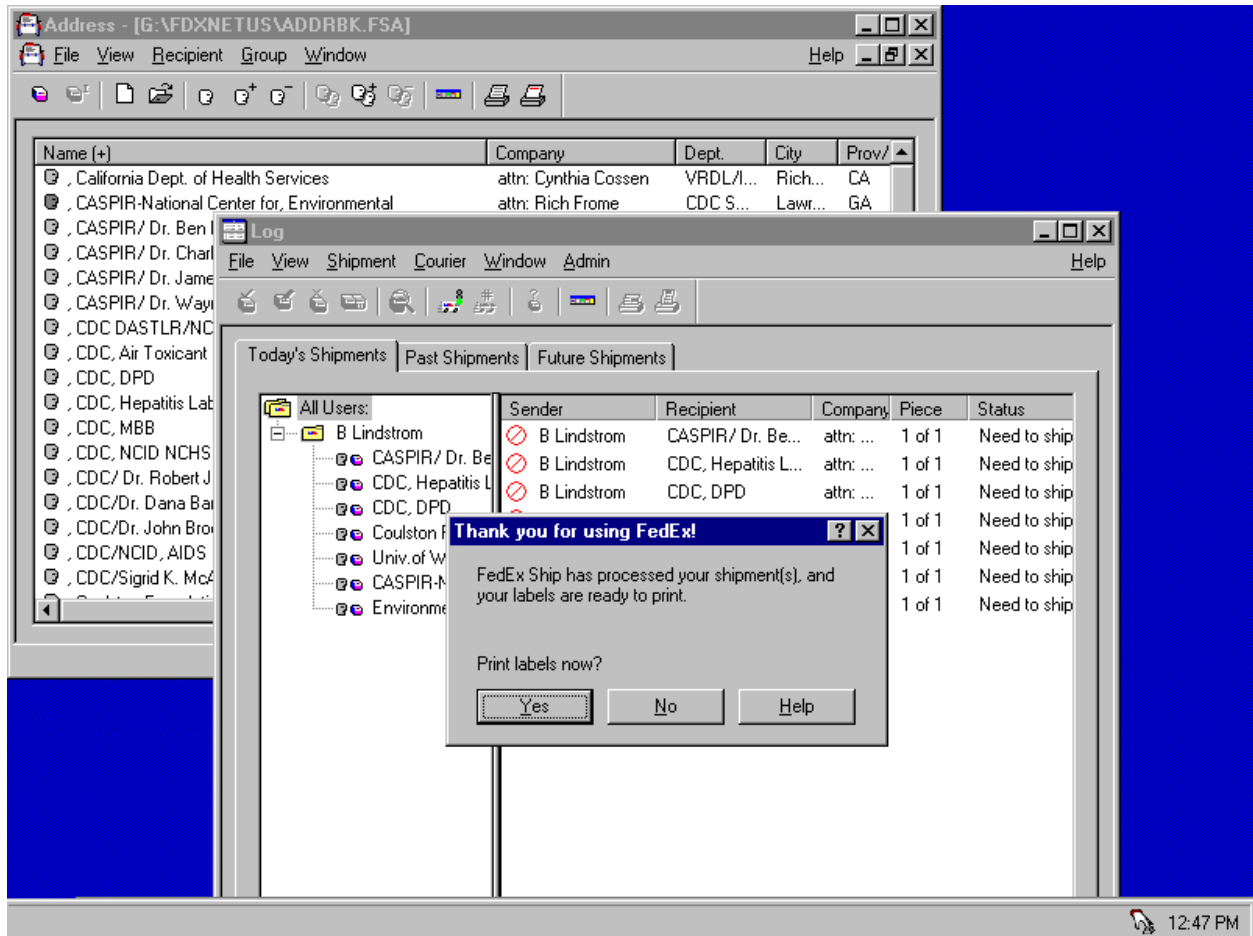 Address - [G:\FDXNETUS\ADDRBK.FSA]
File View Recipient Group Window Help
Name (+) Company Dept. City Prov/
, California Dept. of Health Services attn: Cynthia Cossen VRDL/I... Rich... CA
, CASPIR-National Center for, Environmental attn: Rich Frome CDC S... Lawr... GA
, CASPIR/ Dr. Ben
, CASPIR/ Dr. Charl
, CASPIR/ Dr. Jame
, CASPIR/ Dr. Wayn
, CDC DASTLR/NC
, CDC, Air Toxicant
, CDC, DPD
, CDC, Hepatitis Lab
, CDC, MBB
, CDC, NCID NCHS
, CDC/ Dr. Robert J
, CDC/Dr. Dana Bar
, CDC/Dr. John Broo
, CDC/NCID, AIDS
, CDC/Sigrid K. McA
Log
File View Shipment Courier Window Admin Help
Today's Shipments Past Shipments Future Shipments
All Users:
B Lindstrom
CASPIR/ Dr. Be
CDC, Hepatitis L
CDC, DPD
Coulston F
Univ.of W
CASPIR-N
Environme
Sender Recipient Company Piece Status
B Lindstrom CASPIR/ Dr. Be... attn: ... 1 of 1 Need to ship
B Lindstrom CDC, Hepatitis L... attn: ... 1 of 1 Need to ship
B Lindstrom CDC, DPD attn: ... 1 of 1 Need to ship
1 of 1 Need to ship
1 of 1 Need to ship
1 of 1 Need to ship
1 of 1 Need to ship
Thank you for using FedEx!
FedEx Ship has processed your shipment(s), and
your labels are ready to print.
Print labels now?
Yes No Help
12:47 PM